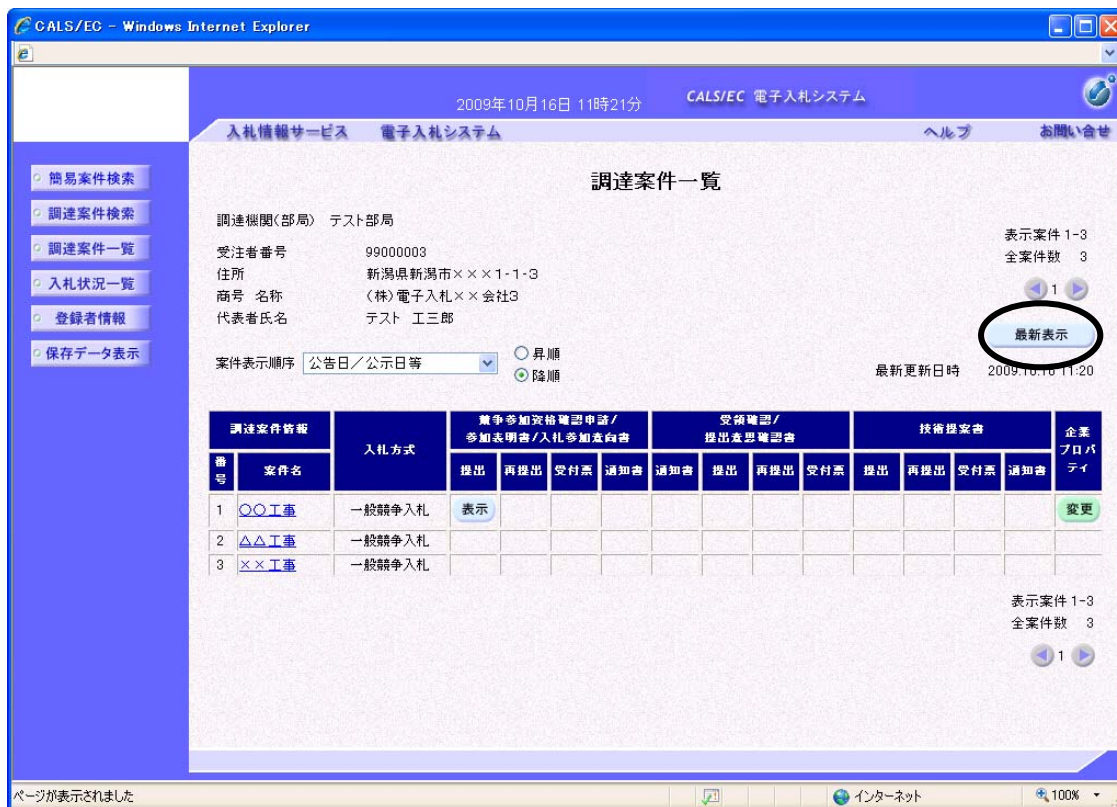 CALS/EC - Windows Internet Explorer
2009年10月16日 11時21分
CALS/EC 電子入札システム
入札情報サービス 電子入札システム ヘルプ お問い合せ
簡易案件検索
調達案件検索
調達案件一覧
入札状況一覧
登録者情報
保存データ表示
調達案件一覧
調達機関(部局) テスト部局
受注者番号 99000003
住所 新潟県新潟市×××1-1-3
商号 名称 (株)電子入札××会社3
代表者氏名 テスト 工三郎
表示案件 1-3
全案件数 3
1
最新表示
案件表示順序 公告日/公示日等 昇順
降順
最新更新日時 2009.10.16 11:20
調達案件情報 入札方式 競争参加資格確認申請/参加表明書/入札参加意向書 受領確認/提出意思確認書 技術提案書 企業プロパティ
番号 案件名 提出 再提出 受付票 通知書 通知書 提出 再提出 受付票 提出 再提出 受付票 通知書
1 〇〇工事 一般競争入札 表示 変更
2 △△工事 一般競争入札
3 ××工事 一般競争入札
表示案件 1-3
全案件数 3
1
ページが表示されました インターネット 100%